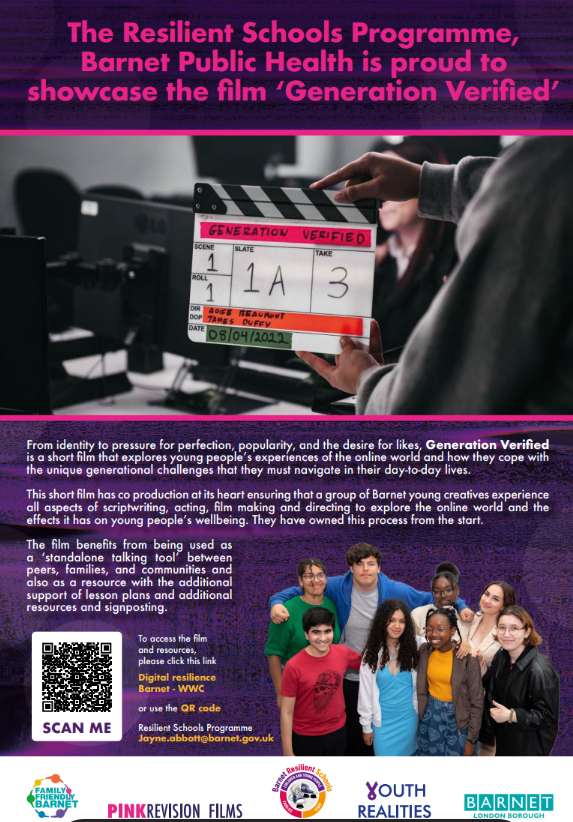 The Resilient Schools Programme,
Barnet Public Health is proud to
showcase the film ‘Generation Verified’
LG
GENERATION VERIFIED
SCENE
1
SLATE
1A
TAKE
3
ROLL
1
DIR
DOP
AOIFE BEAUMONT
JAMES DUFFY
DATE
08/04/2022
From identity to pressure for perfection, popularity, and the desire for likes, Generation Verified
is a short film that explores young people’s experiences of the online world and how they cope with
the unique generational challenges that they must navigate in their day-to-day lives.
This short film has co production at its heart ensuring that a group of Barnet young creatives experience
all aspects of scriptwriting, acting, film making and directing to explore the online world and the
effects it has on young people’s wellbeing. They have owned this process from the start.
The film benefits from being used as
a ‘standalone talking tool’ between
peers, families, and communities and
also as a resource with the additional
support of lesson plans and additional
resources and signposting.
SCAN ME
To access the film
and resources,
please click this link
Digital resilience
Barnet - WWC
or use the QR code
Resilient Schools Programme
Jayne.abbott@barnet.gov.uk
FAMILY
FRIENDLY
BARNET
PINKREVISION FILMS
Barnet Resilient Schools
YOUTH
REALITIES
BARNET
LONDON BOROUGH